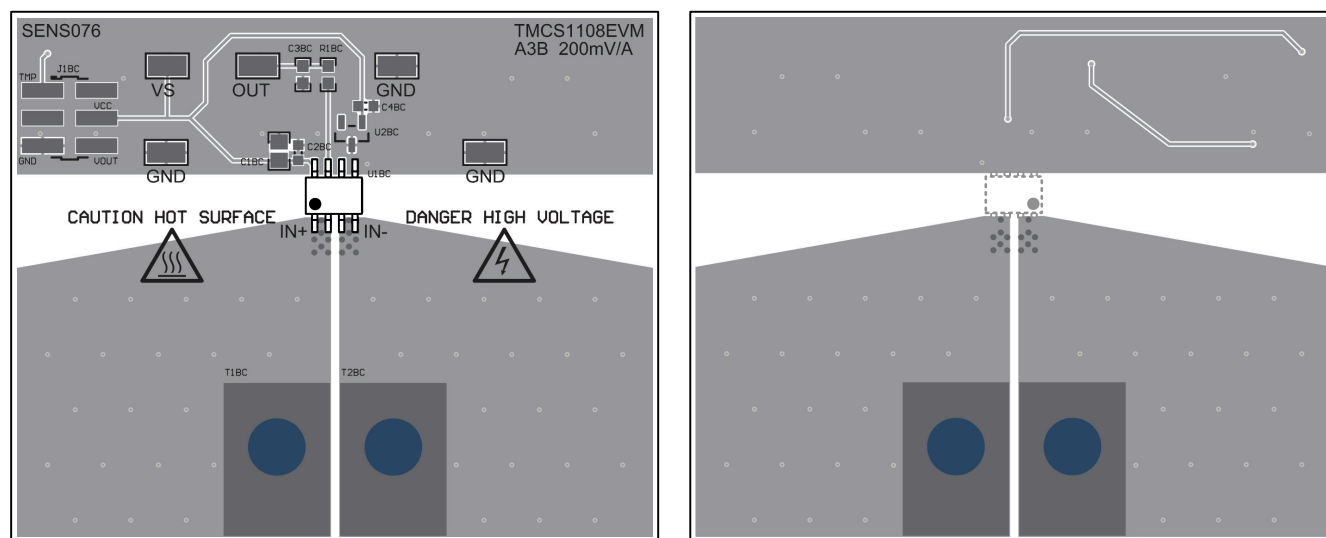 SENS076
TMCS1108EVM
A3B 200mV/A
C3BC R1BC
TMP
J1BC
VS
OUT
GND
VCC
C4BC
U2BC
GND
VOUT
C1BC
C2BC
GND
U1BC
GND
CAUTION HOT SURFACE
DANGER HIGH VOLTAGE
IN+
IN-
T1BC
T2BC